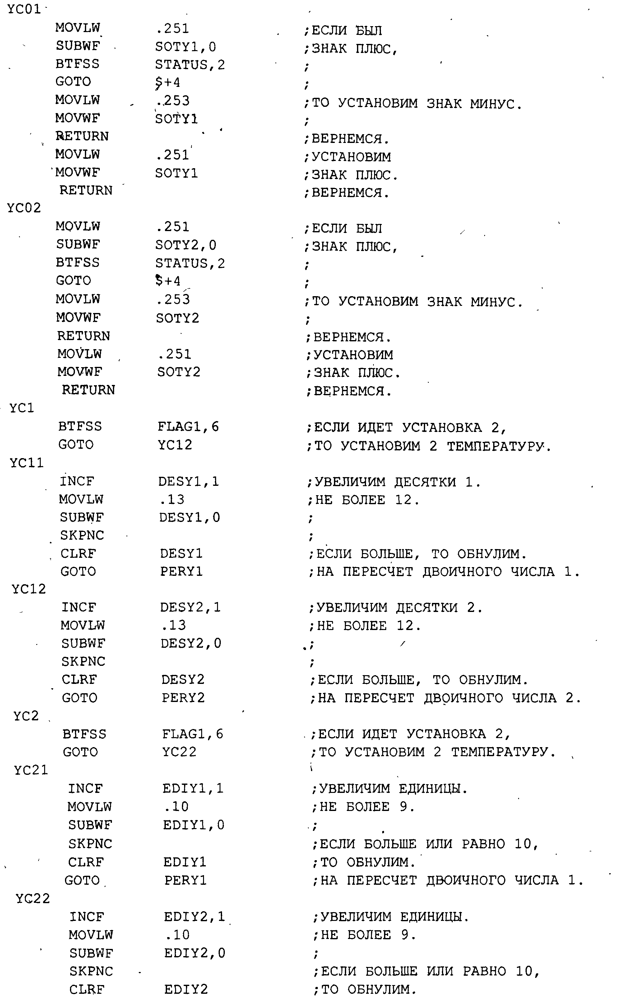 YC01
MOVLW .251 ;ЕСЛИ БЫЛ
SUBWF SOTY1,0 ;ЗНАК ПЛЮС,
BTFSS STATUS,2 ;
GOTO $+4 ;
MOVLW .253 ;ТО УСТАНОВИМ ЗНАК МИНУС.
MOVWF SOTY1 ;
RETURN ;ВЕРНЕМСЯ.
MOVLW .251 ;УСТАНОВИМ
MOVWF SOTY1 ;ЗНАК ПЛЮС.
RETURN ;ВЕРНЕМСЯ.
YC02
MOVLW .251 ;ЕСЛИ БЫЛ
SUBWF SOTY2,0 ;ЗНАК ПЛЮС,
BTFSS STATUS,2 ;
GOTO $+4 ;
MOVLW .253 ;ТО УСТАНОВИМ ЗНАК МИНУС.
MOVWF SOTY2 ;
RETURN ;ВЕРНЕМСЯ.
MOVLW .251 ;УСТАНОВИМ
MOVWF SOTY2 ;ЗНАК ПЛЮС.
RETURN ;ВЕРНЕМСЯ.
YC1
BTFSS FLAG1,6 ;ЕСЛИ ИДЕТ УСТАНОВКА 2,
GOTO YC12 ;ТО УСТАНОВИМ 2 ТЕМПЕРАТУРУ.
YC11
INCF DESY1,1 ;УВЕЛИЧИМ ДЕСЯТКИ 1.
MOVLW .13 ;НЕ БОЛЕЕ 12.
SUBWF DESY1,0 ;
SKPNC ;
CLRF DESY1 ;ЕСЛИ БОЛЬШЕ, ТО ОБНУЛИМ.
GOTO PERY1 ;НА ПЕРЕСЧЕТ ДВОИЧНОГО ЧИСЛА 1.
YC12
INCF DESY2,1 ;УВЕЛИЧИМ ДЕСЯТКИ 2.
MOVLW .13 ;НЕ БОЛЕЕ 12.
SUBWF DESY2,0 ;
SKPNC ;
CLRF DESY2 ;ЕСЛИ БОЛЬШЕ, ТО ОБНУЛИМ.
GOTO PERY2 ;НА ПЕРЕСЧЕТ ДВОИЧНОГО ЧИСЛА 2.
YC2
BTFSS FLAG1,6 ;ЕСЛИ ИДЕТ УСТАНОВКА 2,
GOTO YC22 ;ТО УСТАНОВИМ 2 ТЕМПЕРАТУРУ.
YC21
INCF EDIY1,1 ;УВЕЛИЧИМ ЕДИНИЦЫ.
MOVLW .10 ;НЕ БОЛЕЕ 9.
SUBWF EDIY1,0 ;
SKPNC ;ЕСЛИ БОЛЬШЕ ИЛИ РАВНО 10,
CLRF EDIY1 ;ТО ОБНУЛИМ.
GOTO PERY1 ;НА ПЕРЕСЧЕТ ДВОИЧНОГО ЧИСЛА 1.
YC22
INCF EDIY2,1 ;УВЕЛИЧИМ ЕДИНИЦЫ.
MOVLW .10 ;НЕ БОЛЕЕ 9.
SUBWF EDIY2,0 ;
SKPNC ;ЕСЛИ БОЛЬШЕ ИЛИ РАВНО 10,
CLRF EDIY2 ;ТО ОБНУЛИМ.